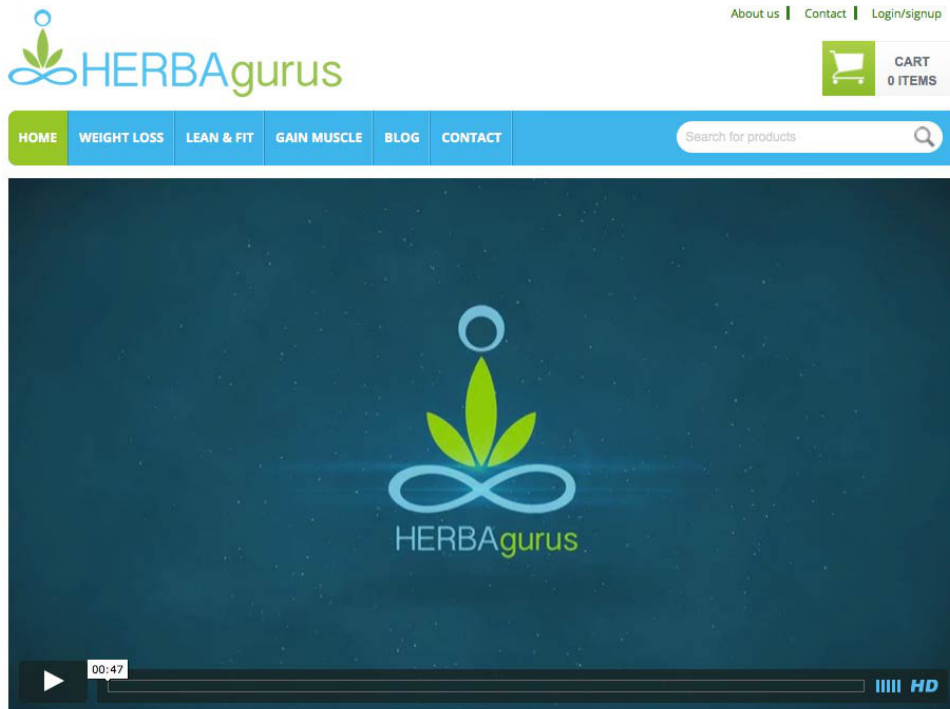 About us Contact Login/signup
HERBAgurus
CART
0 ITEMS
HOME WEIGHT LOSS LEAN & FIT GAIN MUSCLE BLOG CONTACT Search for products
HERBAgurus
00:47
HD